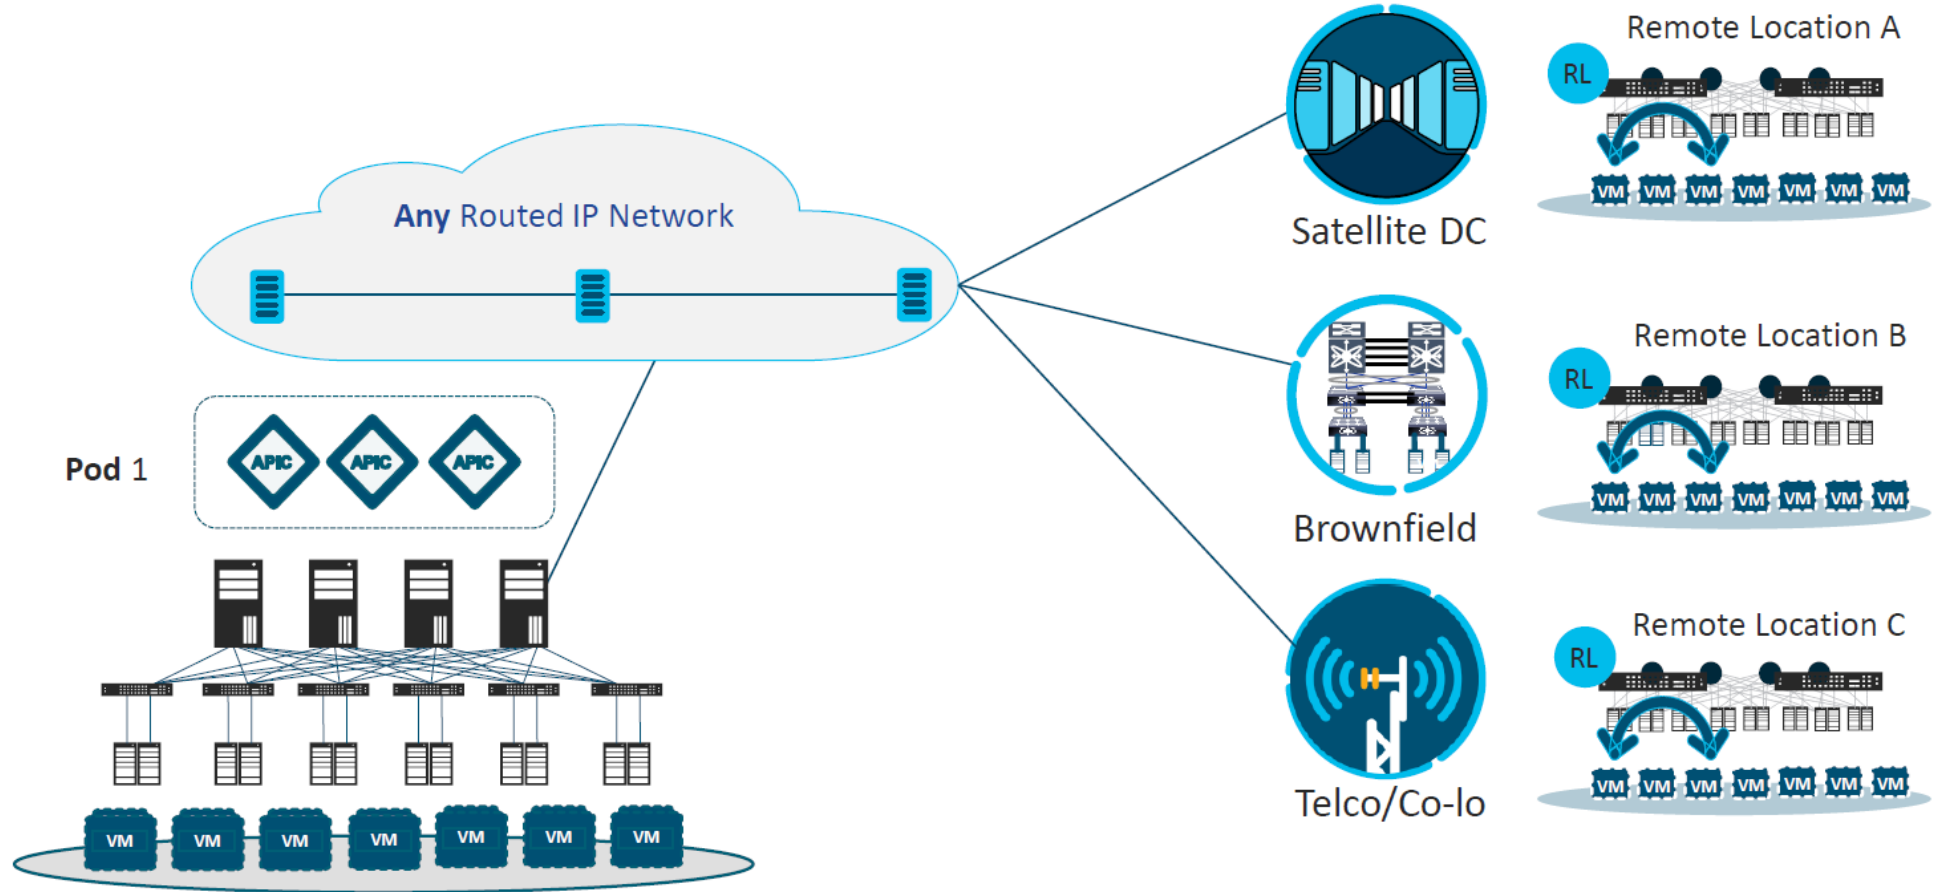 Any Routed IP Network
Pod 1
APIC APIC APIC
VM VM VM VM VM VM VM
Satellite DC
Remote Location A
RL
VM VM VM VM VM VM VM
Brownfield
Remote Location B
RL
VM VM VM VM VM VM VM
Telco/Co-lo
Remote Location C
RL
VM VM VM VM VM VM VM